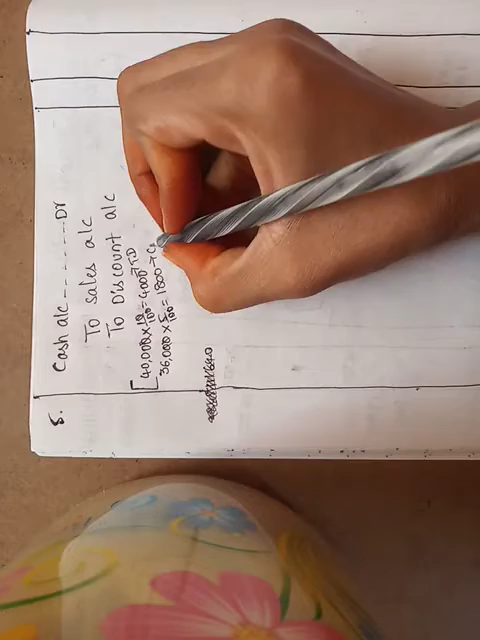 5. Cash a/c - - - - - - - Dr
To sales a/c
To Discount a/c
[40,000 × 10/100 = 4000 → T.D
36,000 × 5/100 = 1800 → C